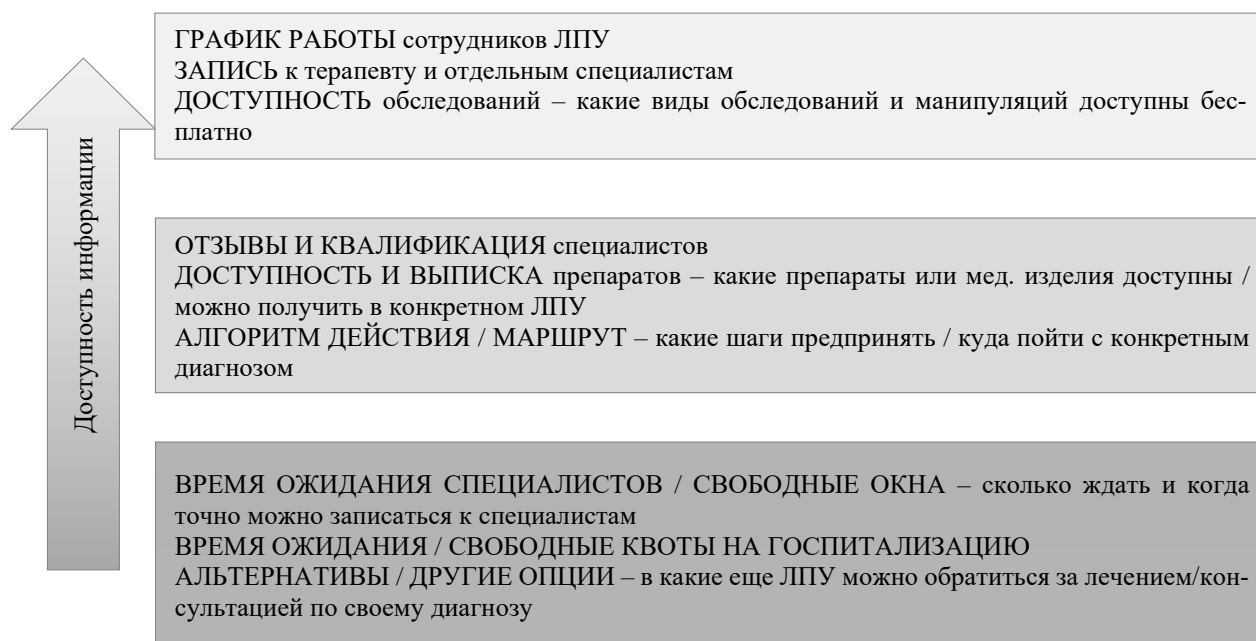 Доступность информации
ГРАФИК РАБОТЫ сотрудников ЛПУ
ЗАПИСЬ к терапевту и отдельным специалистам
ДОСТУПНОСТЬ обследований – какие виды обследований и манипуляций доступны бес-
платно
ОТЗЫВЫ И КВАЛИФИКАЦИЯ специалистов
ДОСТУПНОСТЬ И ВЫПИСКА препаратов – какие препараты или мед. изделия доступны /
можно получить в конкретном ЛПУ
АЛГОРИТМ ДЕЙСТВИЯ / МАРШРУТ – какие шаги предпринять / куда пойти с конкретным
диагнозом
ВРЕМЯ ОЖИДАНИЯ СПЕЦИАЛИСТОВ / СВОБОДНЫЕ ОКНА – сколько ждать и когда
точно можно записаться к специалистам
ВРЕМЯ ОЖИДАНИЯ / СВОБОДНЫЕ КВОТЫ НА ГОСПИТАЛИЗАЦИЮ
АЛЬТЕРНАТИВЫ / ДРУГИЕ ОПЦИИ – в какие еще ЛПУ можно обратиться за лечением/кон-
сультацией по своему диагнозу